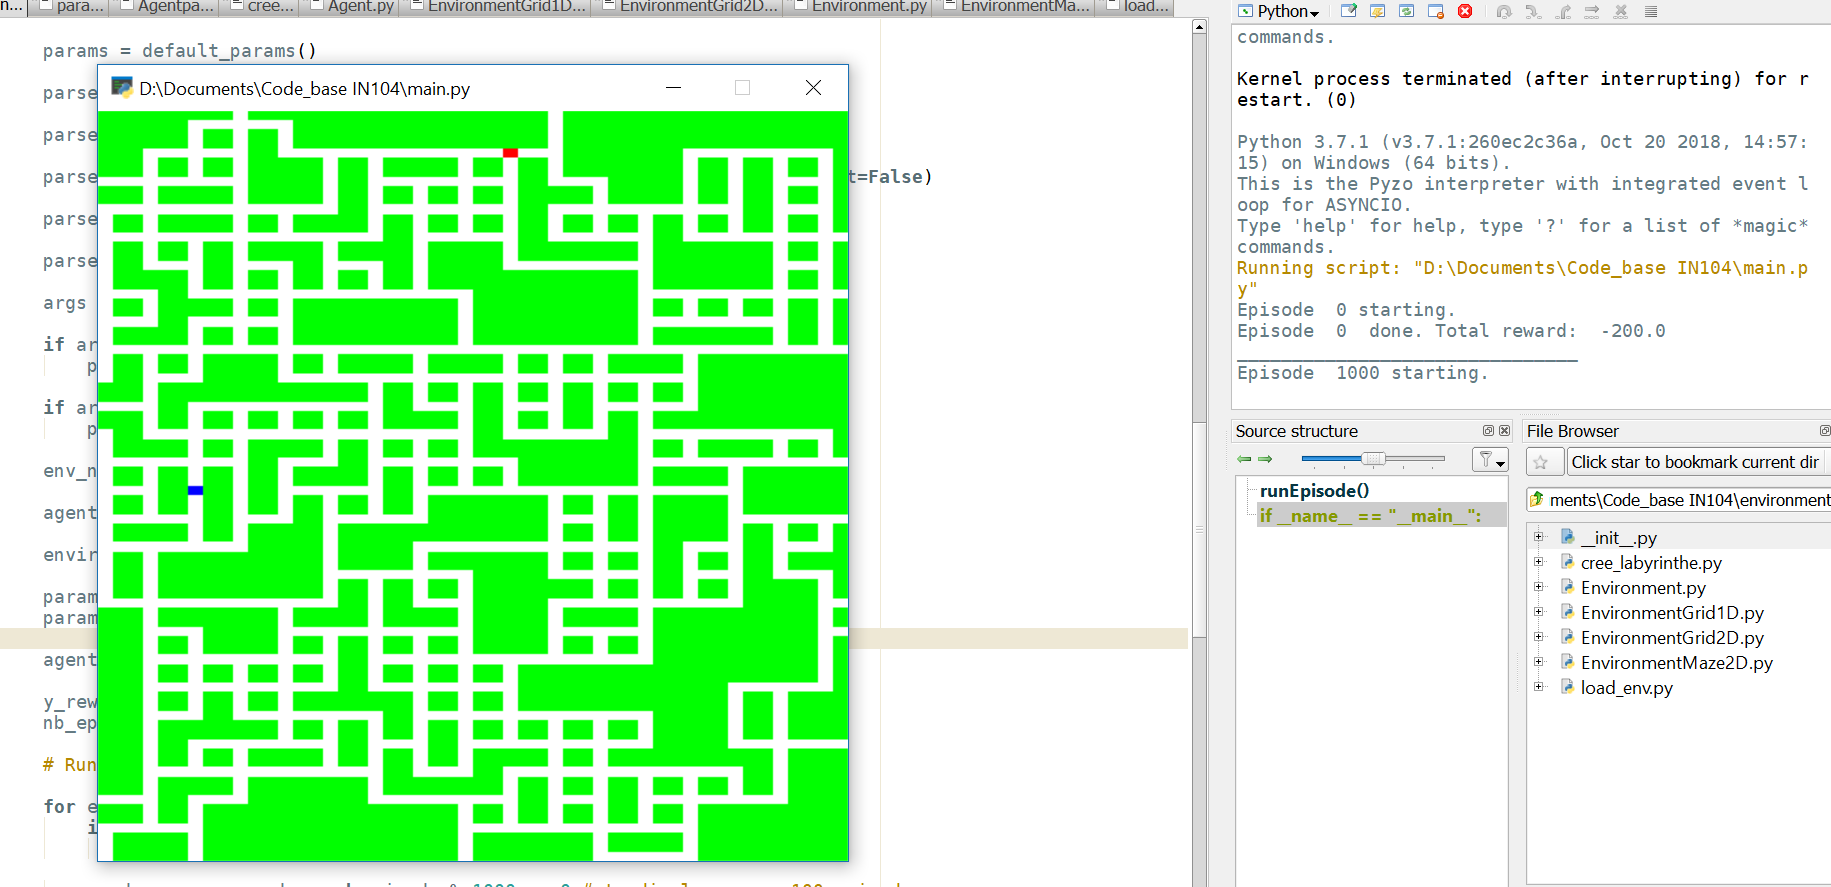 n...
para...
Agentpa...
cree...
Agent.py
EnvironmentGrid1D...
EnvironmentGrid2D...
Environment.py
EnvironmentMa...
load...
params = default_params()
parse
parse
parse
t=False)
parse
parse
args
if ar
p
if ar
p
env_n
agent
envir
param
param
agent
y_rew
nb_ep
# Run
for e
i
D:\Documents\Code_base IN104\main.py
Python
commands.
Kernel process terminated (after interrupting) for r
estart. (0)
Python 3.7.1 (v3.7.1:260ec2c36a, Oct 20 2018, 14:57:
15) on Windows (64 bits).
This is the Pyzo interpreter with integrated event l
oop for ASYNCIO.
Type 'help' for help, type '?' for a list of *magic*
commands.
Running script: "D:\Documents\Code_base IN104\main.p
y"
Episode  0 starting.
Episode  0  done. Total reward:  -200.0
_______________________________
Episode  1000 starting.
Source structure
runEpisode()
if __name__ == "__main__":
File Browser
Click star to bookmark current dir
ments\Code_base IN104\environment
__init__.py
cree_labyrinthe.py
Environment.py
EnvironmentGrid1D.py
EnvironmentGrid2D.py
EnvironmentMaze2D.py
load_env.py